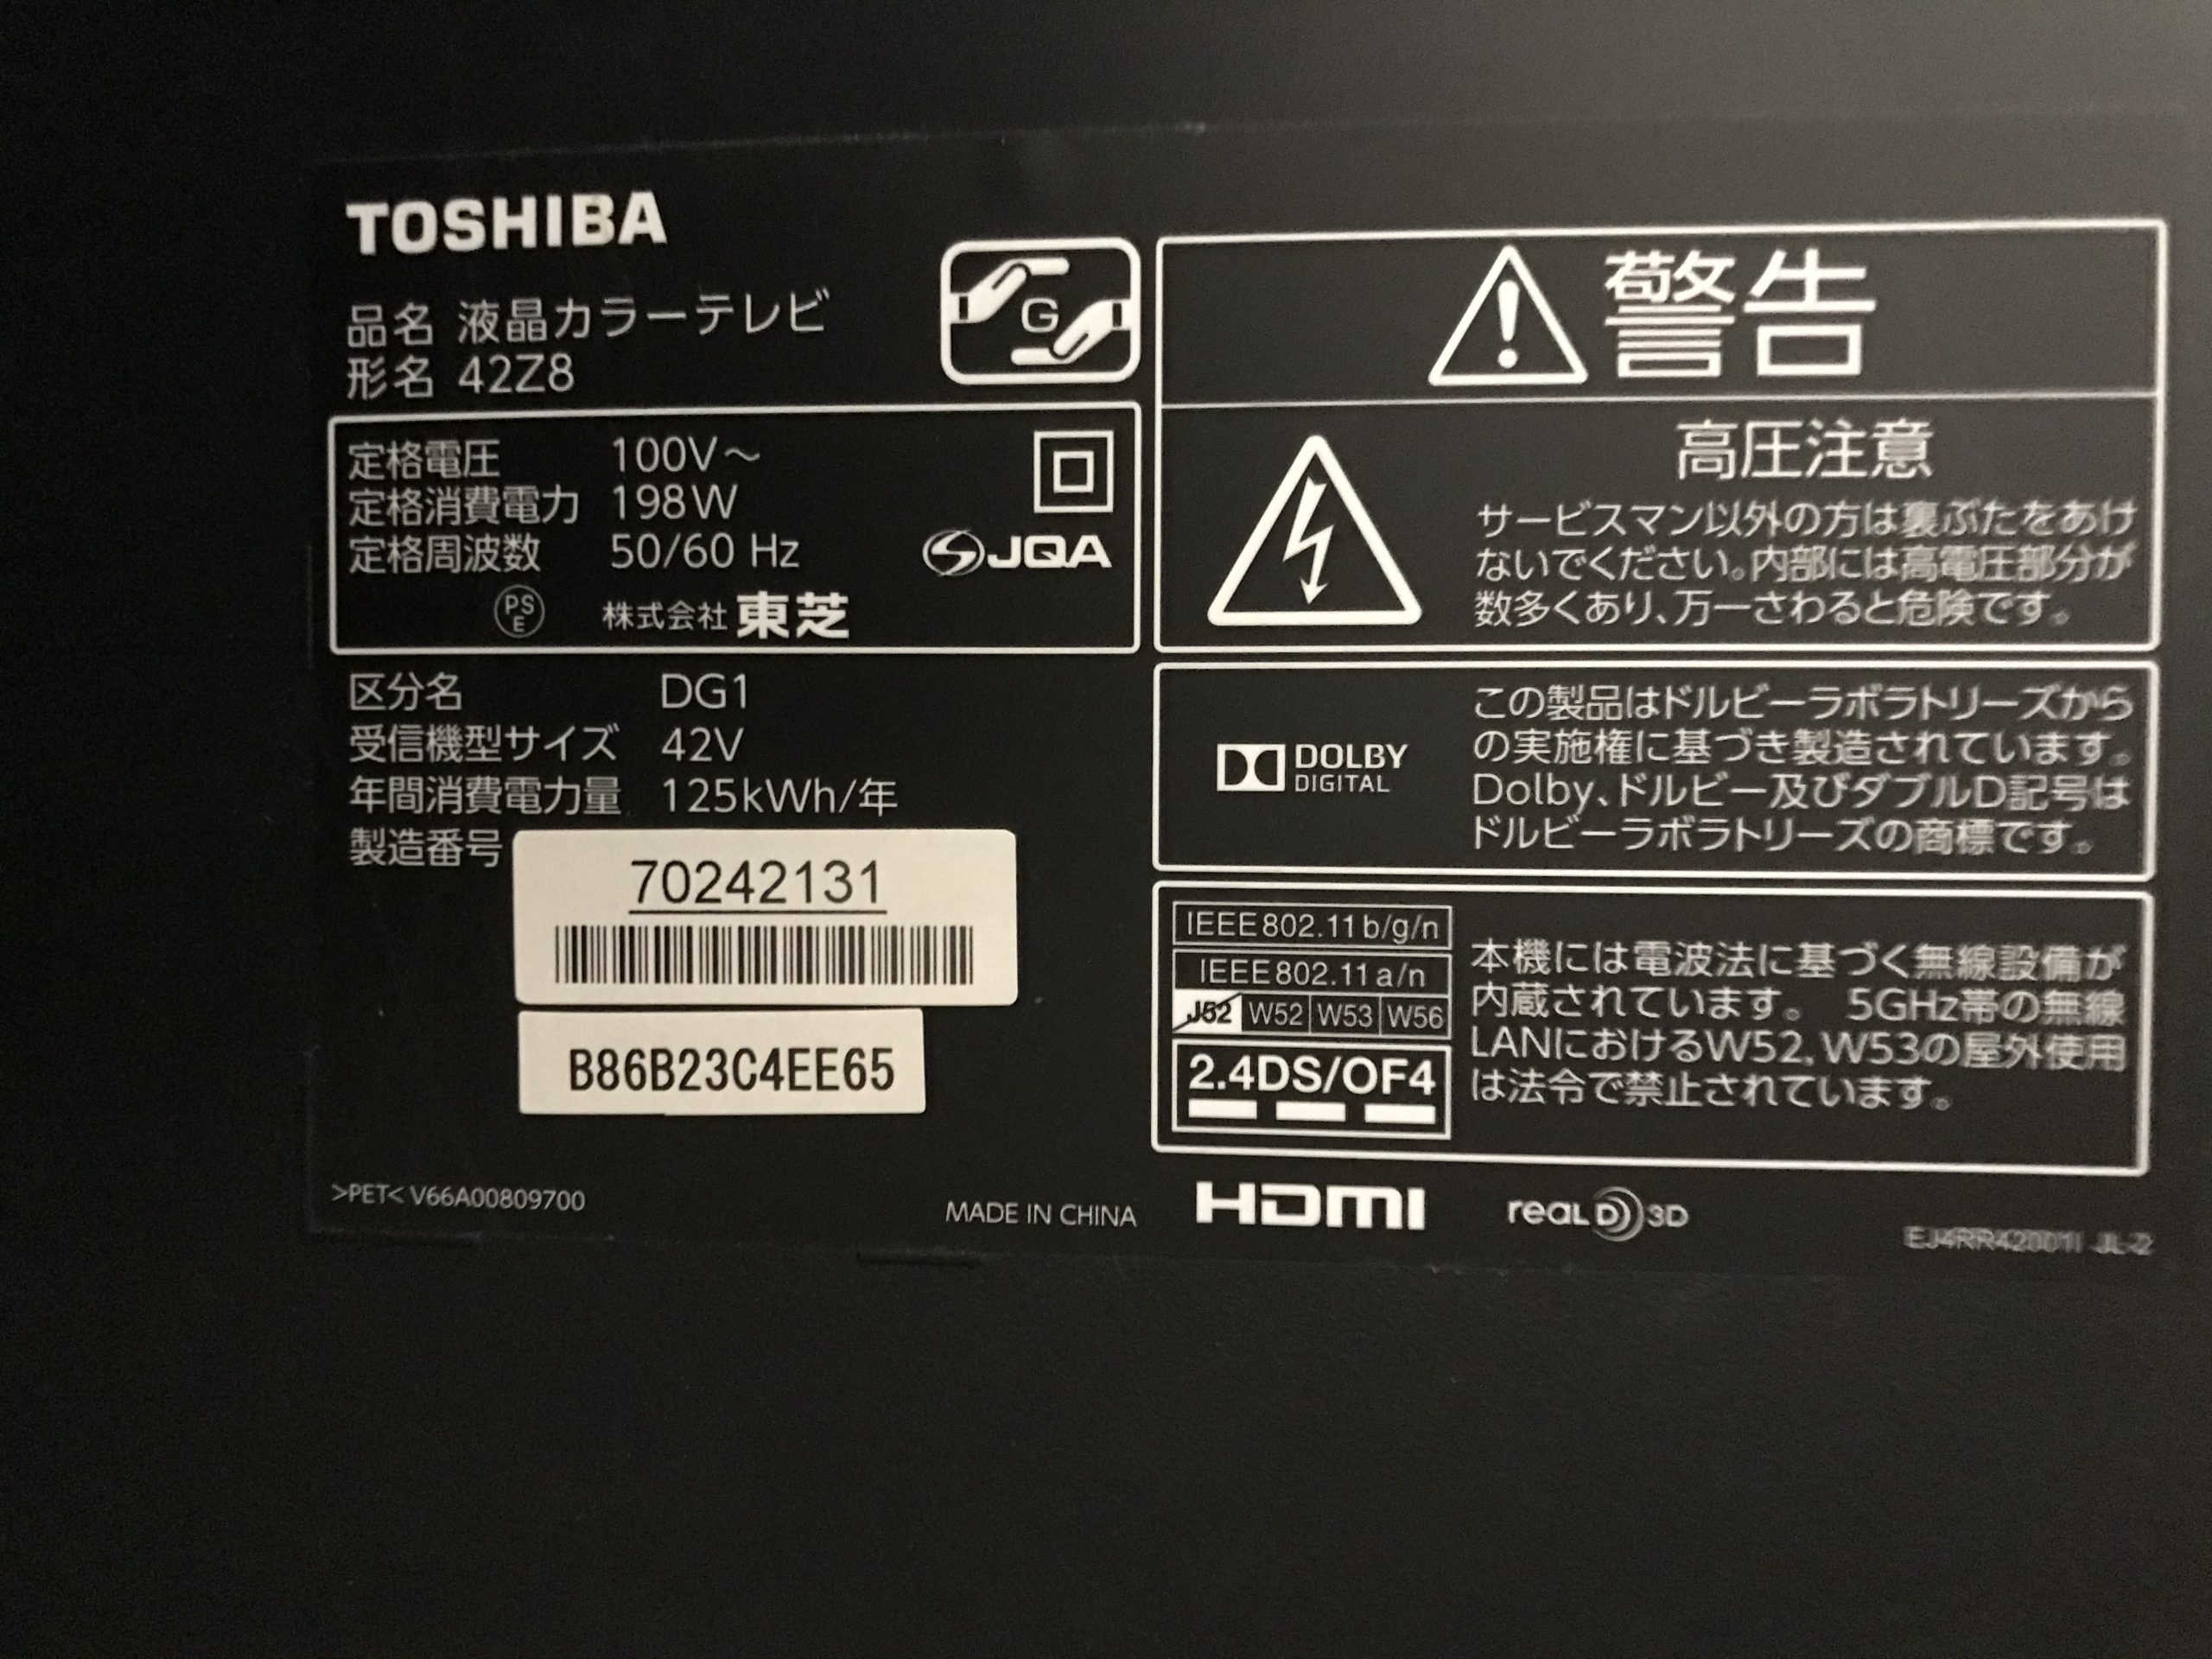 TOSHIBA
品名 液晶カラーテレビ
形名 42Z8
G
定格電圧 100V～
定格消費電力 198W
定格周波数 50/60 Hz
JQA
PS
E
株式会社 東芝
区分名 DG1
受信機型サイズ 42V
年間消費電力量 125kWh/年
製造番号
70242131
B86B23C4EE65
>PET< V66A00809700
MADE IN CHINA
警告
高圧注意
サービスマン以外の方は裏ぶたをあけ
ないでください。内部には高電圧部分が
数多くあり、万一さわると危険です。
DOLBY
DIGITAL
この製品はドルビーラボラトリーズから
の実施権に基づき製造されています。
Dolby、ドルビー及びダブルD記号は
ドルビーラボラトリーズの商標です。
IEEE802.11b/g/n
IEEE802.11a/n
J52 W52 W53 W56
2.4DS/OF4
本機には電波法に基づく無線設備が
内蔵されています。 5GHz帯の無線
LANにおけるW52,W53の屋外使用
は法令で禁止されています。
HDMI
REALD 3D